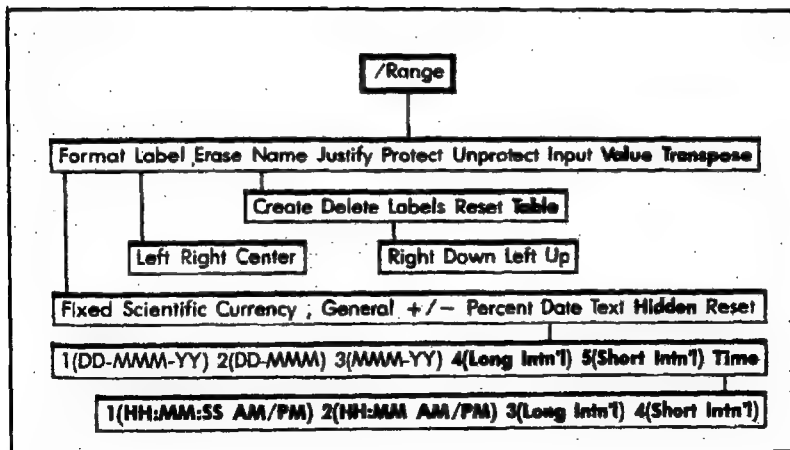 /Range
Format Label Erase Name Justify Protect Unprotect Input Value Transpose
Create Delete Labels Reset Table
Left Right Center
Right Down Left Up
Fixed Scientific Currency ; General +/− Percent Date Text Hidden Reset
1(DD-MMM-YY) 2(DD-MMM) 3(MMM-YY) 4(Long Intn'l) 5(Short Intn'l) Time
1(HH:MM:SS AM/PM) 2(HH:MM AM/PM) 3(Long Intn'l) 4(Short Intn'l)